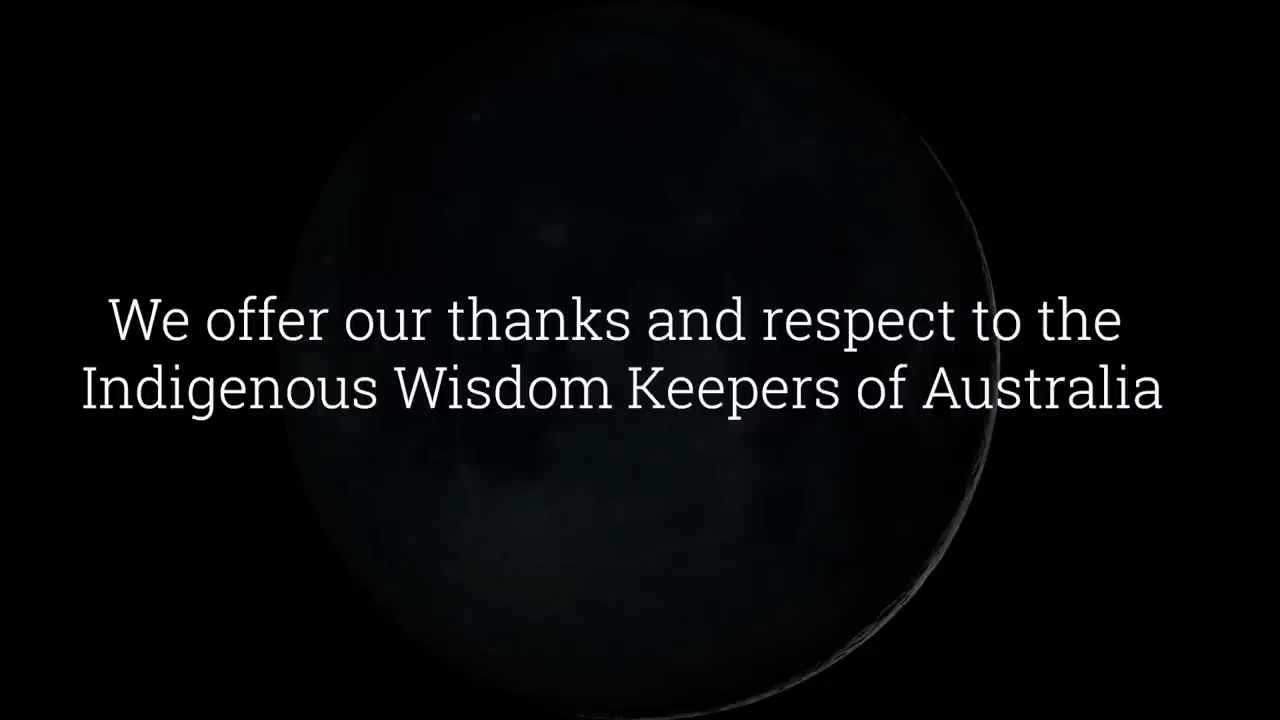 We offer our thanks and respect to the
Indigenous Wisdom Keepers of Australia